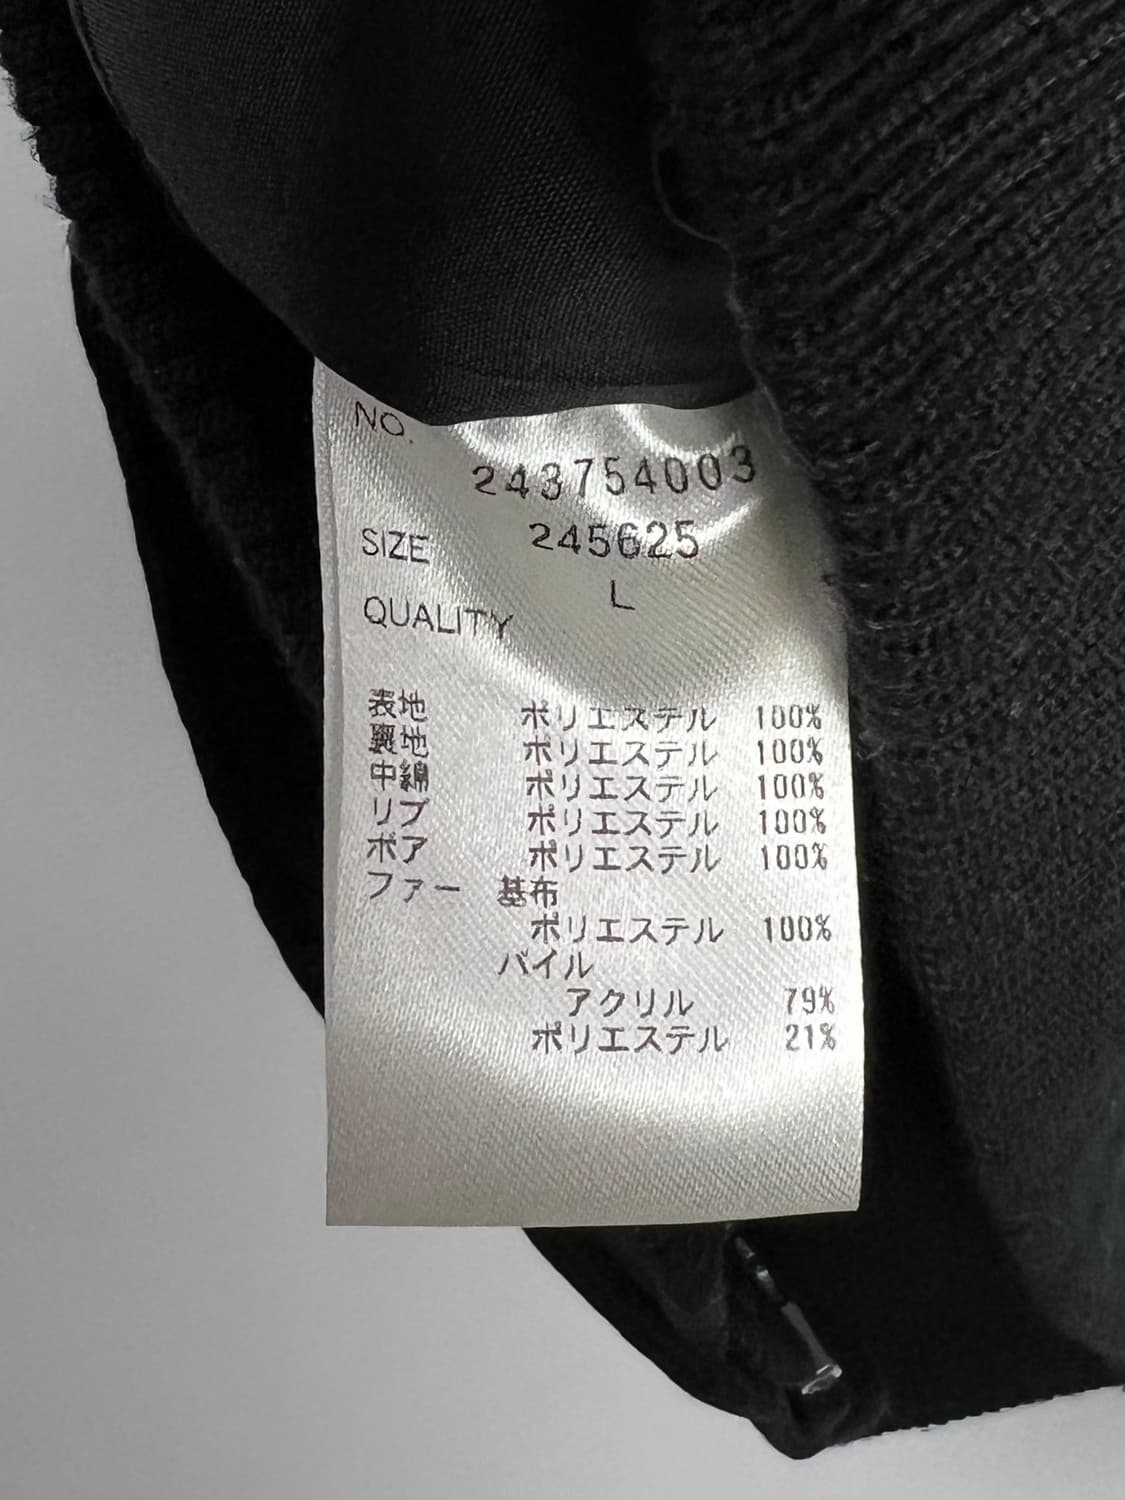 NO.
243754003
SIZE 245625
L
QUALITY
表地 ポリエステル 100%
裏地 ポリエステル 100%
中綿 ポリエステル 100%
リブ ポリエステル 100%
ボア ポリエステル 100%
ファー 基布
ポリエステル 100%
パイル
アクリル 79%
ポリエステル 21%